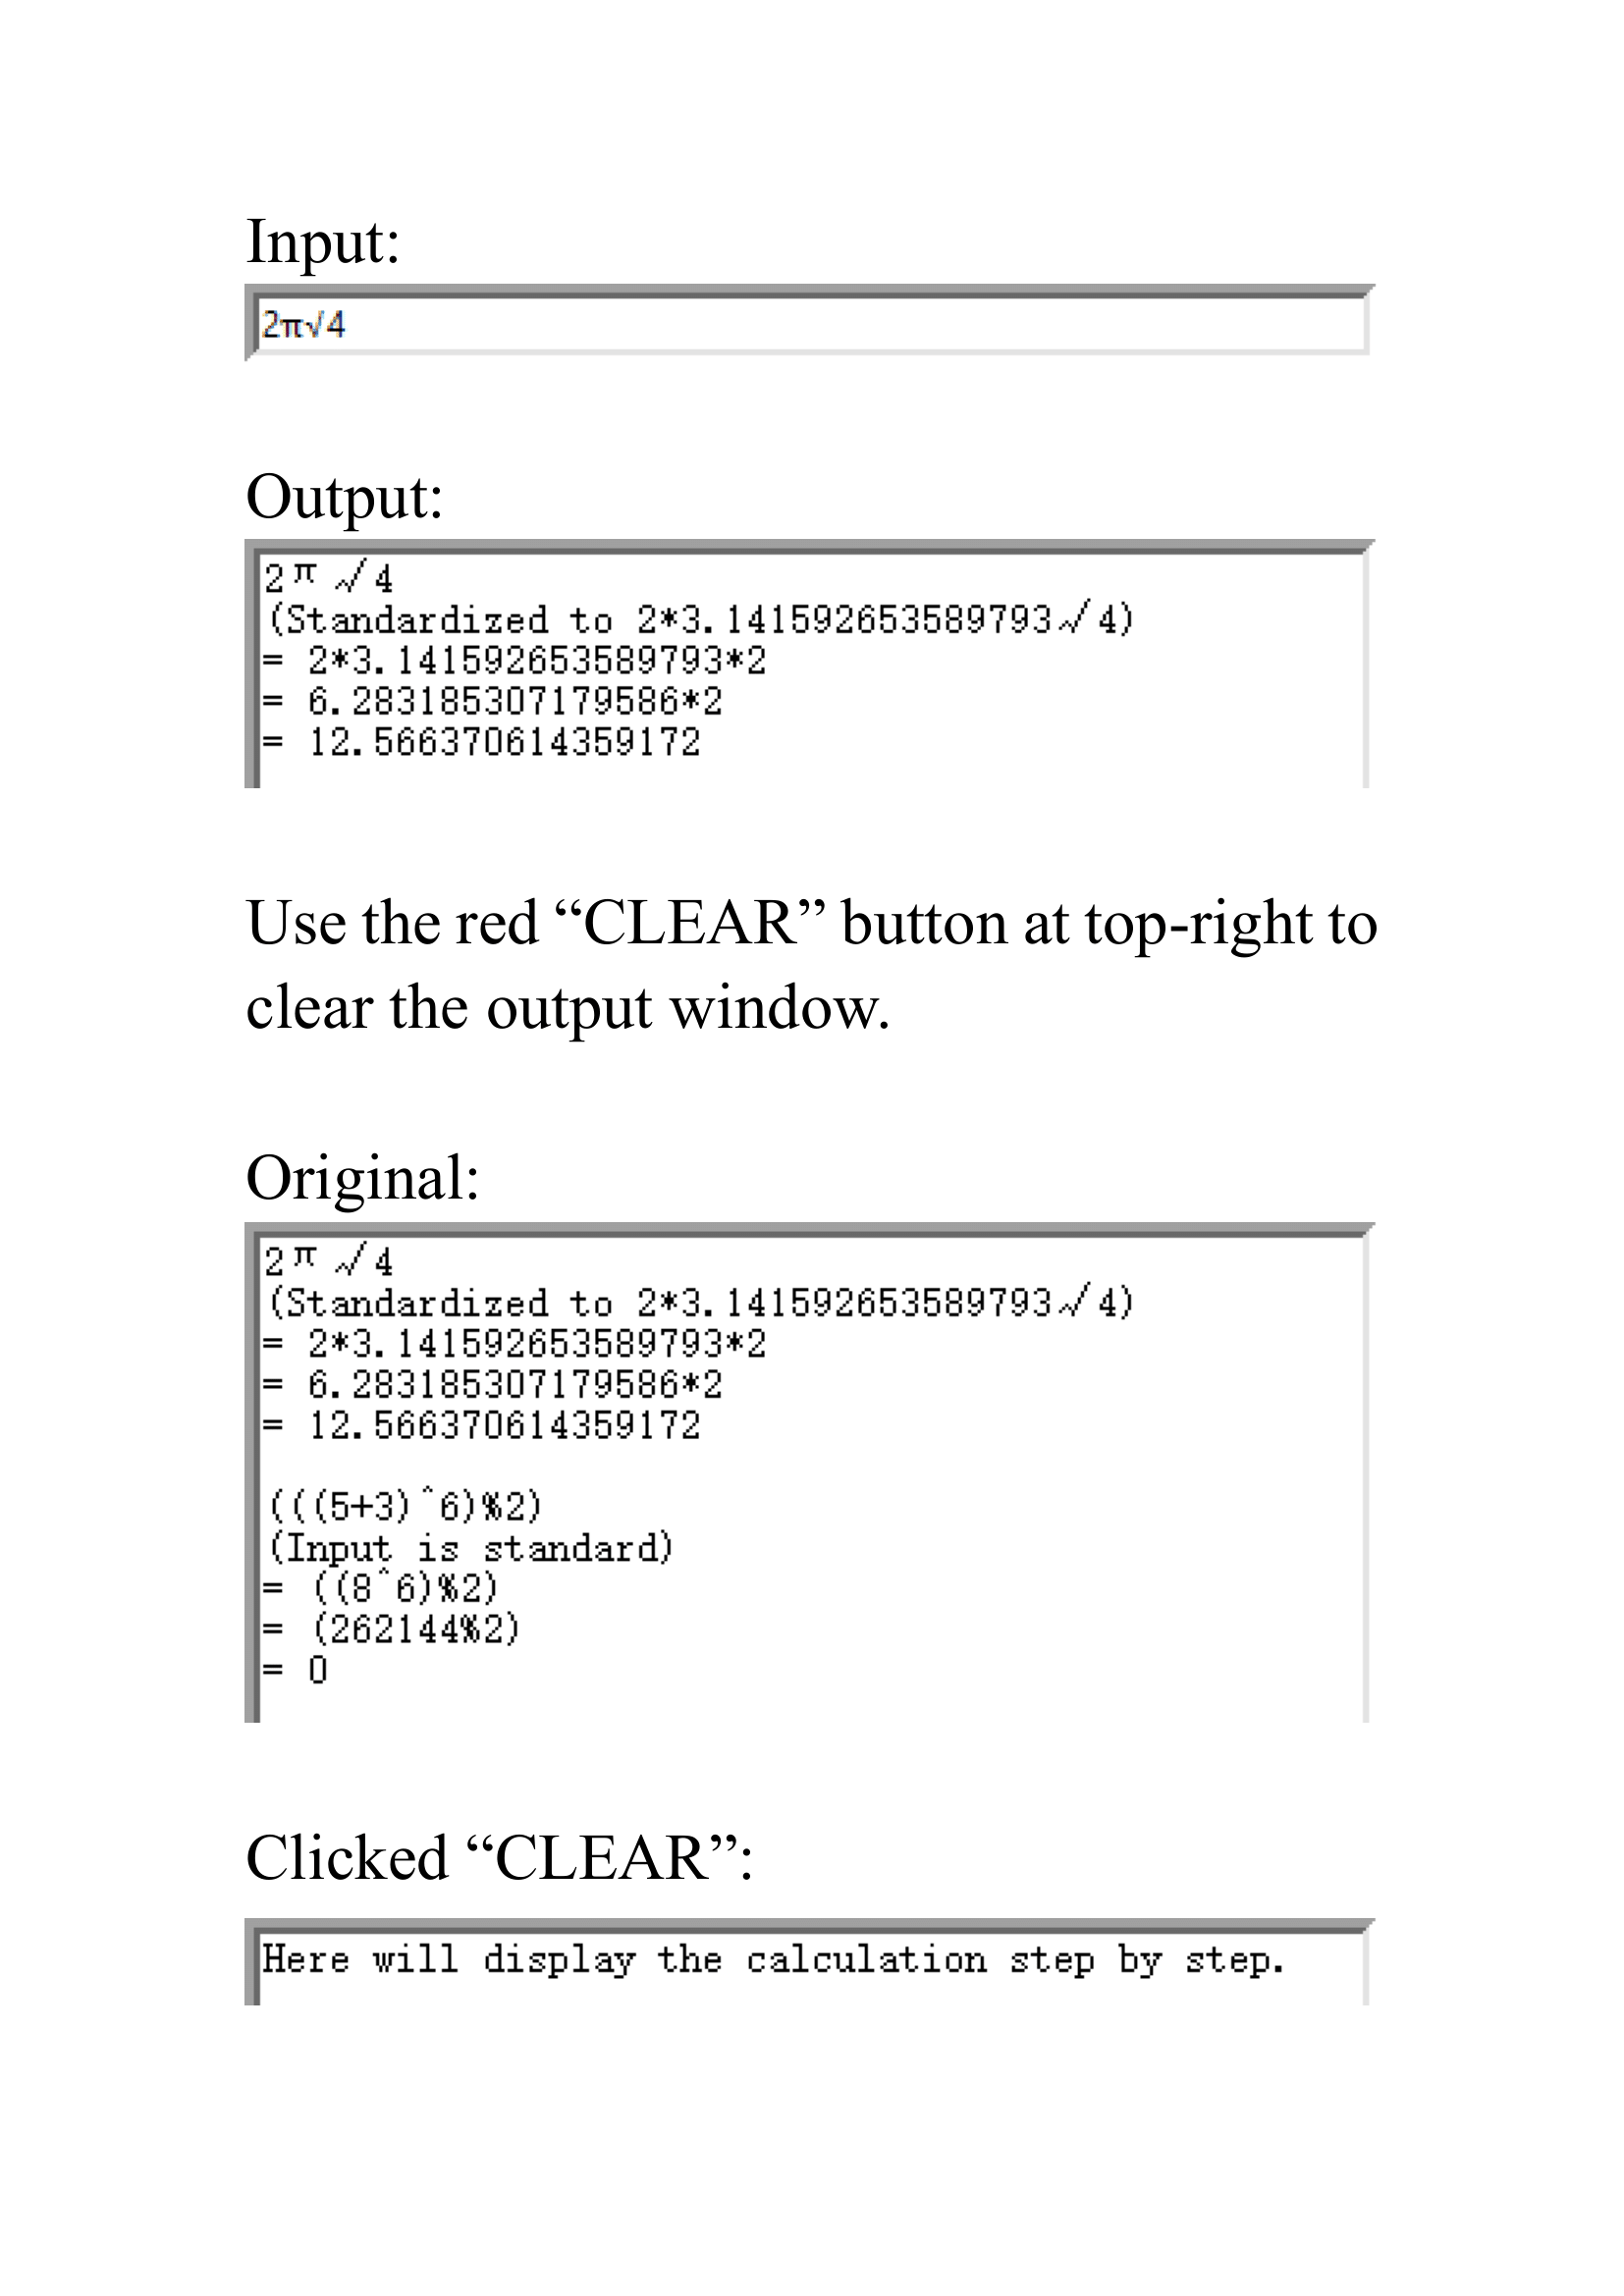 Input:
2π√4
Output:
2π√4
(Standardized to 2*3.141592653589793√4)
= 2*3.141592653589793*2
= 6.283185307179586*2
= 12.566370614359172
Use the red “CLEAR” button at top-right to
clear the output window.
Original:
2π√4
(Standardized to 2*3.141592653589793√4)
= 2*3.141592653589793*2
= 6.283185307179586*2
= 12.566370614359172
(((5+3)^6)%2)
(Input is standard)
= ((8^6)%2)
= (262144%2)
= 0
Clicked “CLEAR”:
Here will display the calculation step by step.